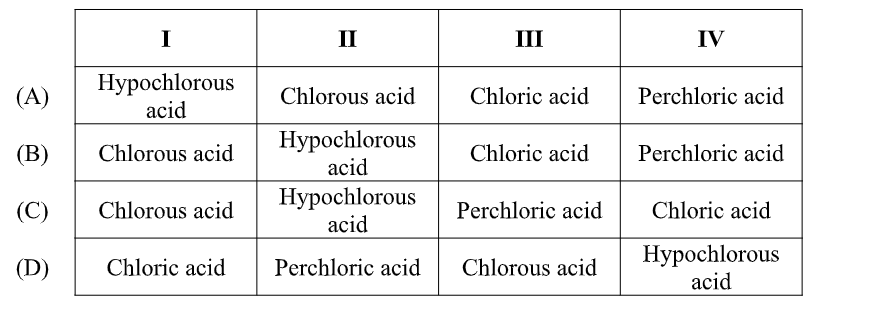 I II III IV
(A) Hypochlorous acid Chlorous acid Chloric acid Perchloric acid
(B) Chlorous acid Hypochlorous acid Chloric acid Perchloric acid
(C) Chlorous acid Hypochlorous acid Perchloric acid Chloric acid
(D) Chloric acid Perchloric acid Chlorous acid Hypochlorous acid